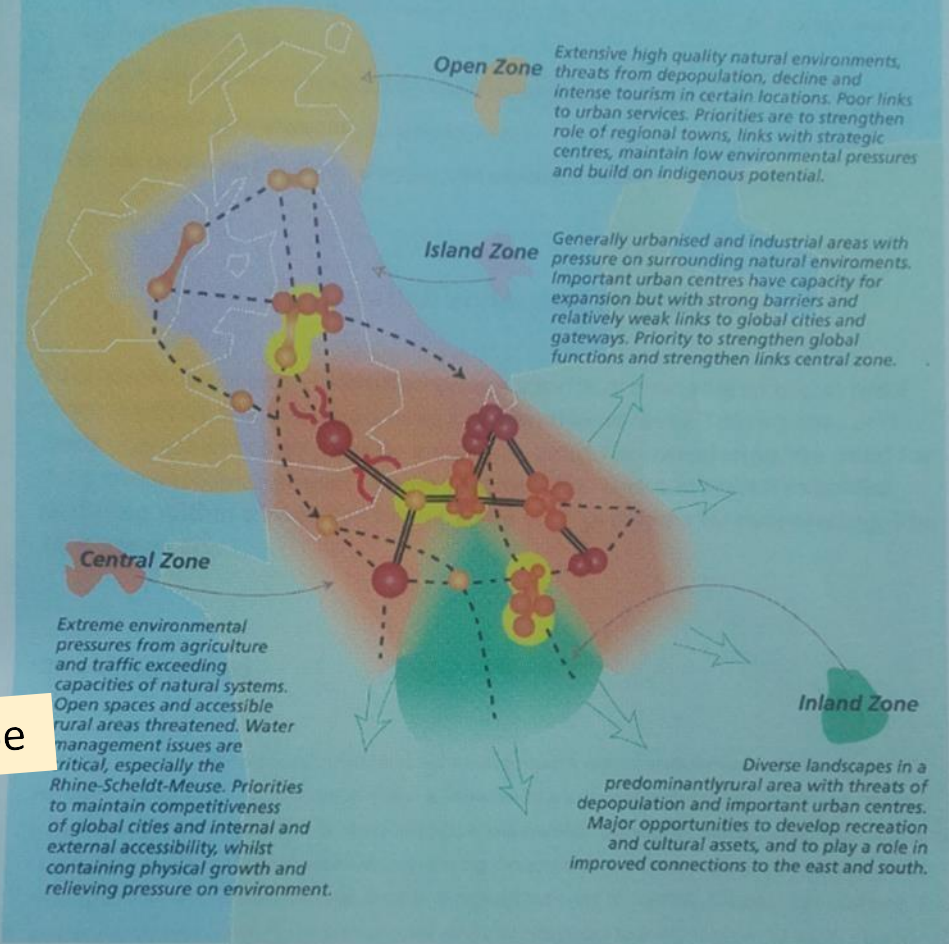 Open Zone
Extensive high quality natural environments,
threats from depopulation, decline and
intense tourism in certain locations. Poor links
to urban services. Priorities are to strengthen
role of regional towns, links with strategic
centres, maintain low environmental pressures
and build on indigenous potential.
Island Zone
Generally urbanised and industrial areas with
pressure on surrounding natural enviroments.
Important urban centres have capacity for
expansion but with strong barriers and
relatively weak links to global cities and
gateways. Priority to strengthen global
functions and strengthen links central zone.
Central Zone
Extreme environmental
pressures from agriculture
and traffic exceeding
capacities of natural systems.
Open spaces and accessible
rural areas threatened. Water
management issues are
critical, especially the
Rhine-Scheldt-Meuse. Priorities
to maintain competitiveness
of global cities and internal and
external accessibility, whilst
containing physical growth and
relieving pressure on environment.
e
Inland Zone
Diverse landscapes in a
predominantlyrural area with threats of
depopulation and important urban centres.
Major opportunities to develop recreation
and cultural assets, and to play a role in
improved connections to the east and south.